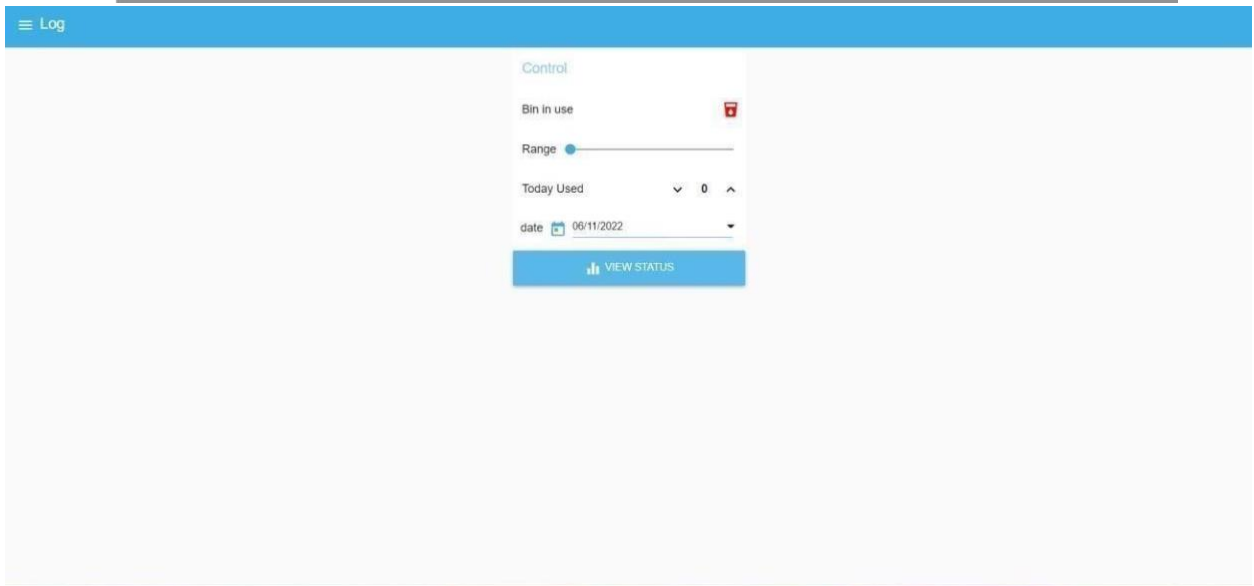 Log
Control
Bin in use
Range
Today Used 0
date 06/11/2022
VIEW STATUS